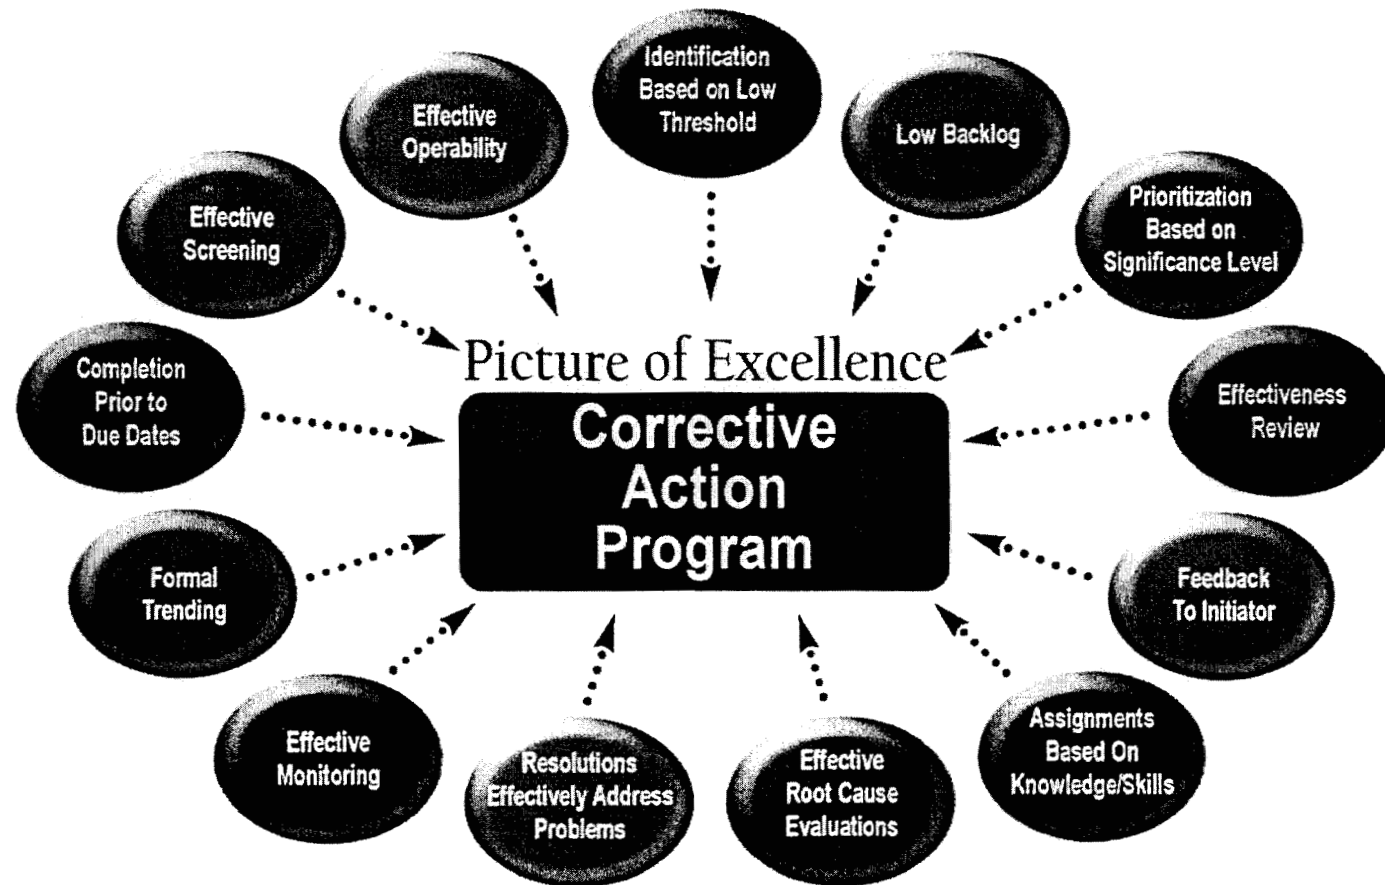 Identification
Based on Low
Threshold
Effective
Operability
Low Backlog
Effective
Screening
Prioritization
Based on
Significance Level
Picture of Excellence
Corrective
Action
Program
Completion
Prior to
Due Dates
Effectiveness
Review
Formal
Trending
Feedback
To Initiator
Effective
Monitoring
Resolutions
Effectively Address
Problems
Effective
Root Cause
Evaluations
Assignments
Based On
Knowledge/Skills